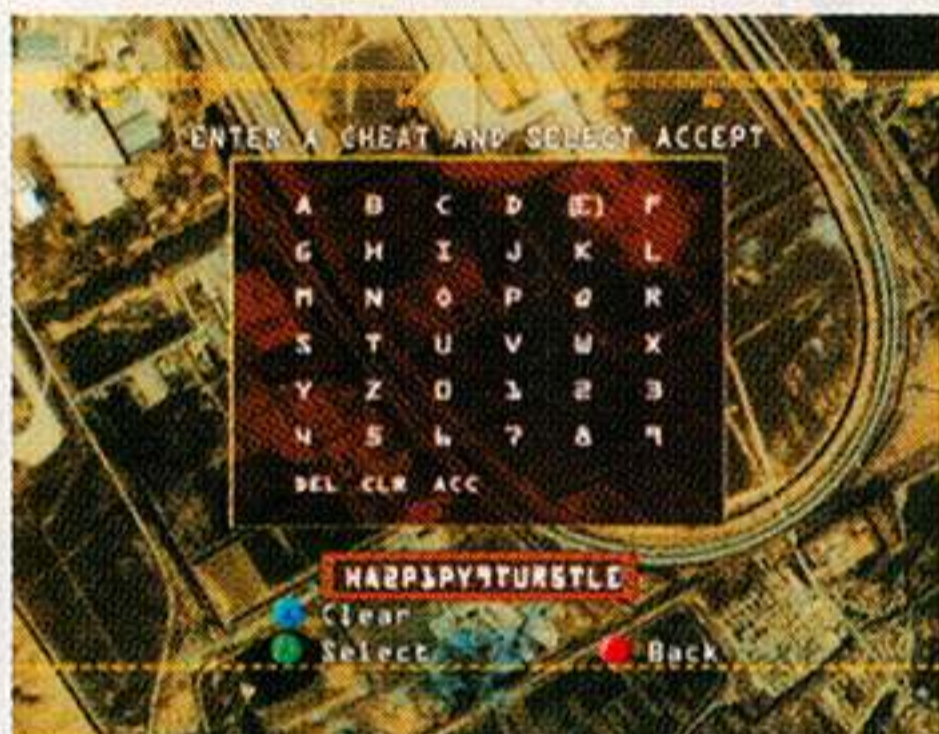 ENTER A CHEAT AND SELECT ACCEPT
A B C D [E] F
G H I J K L
M N O P Q R
S T U V W X
Y Z 0 1 2 3
4 5 6 7 8 9
DEL CLR ACC
HA2P1PY9TUR5TLE
Clear
Select Back